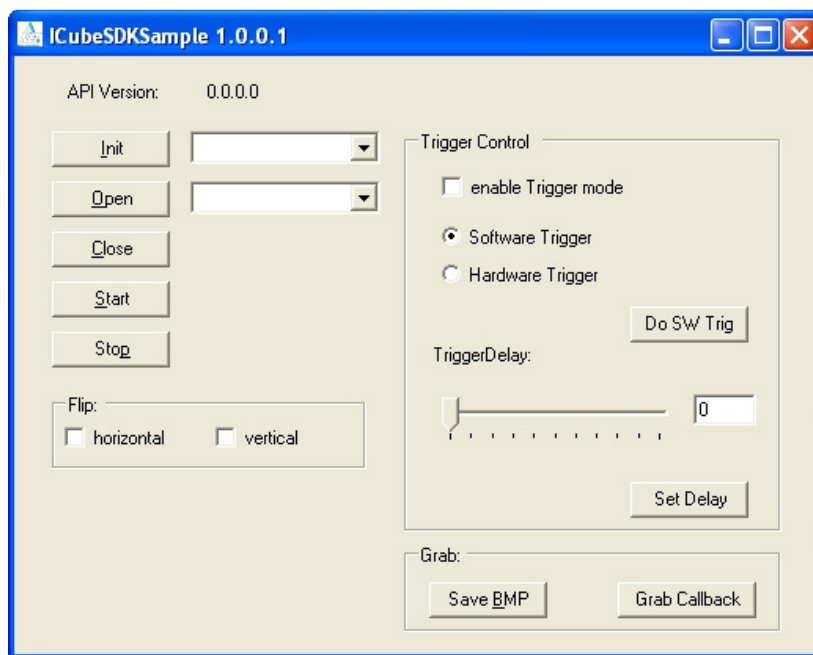 ICubeSDKSample 1.0.0.1
API Version: 0.0.0.0
Init
Open
Close
Start
Stop
Flip:
horizontal vertical
Trigger Control
enable Trigger mode
Software Trigger
Hardware Trigger
Do SW Trig
TriggerDelay:
0
Set Delay
Grab:
Save BMP Grab Callback